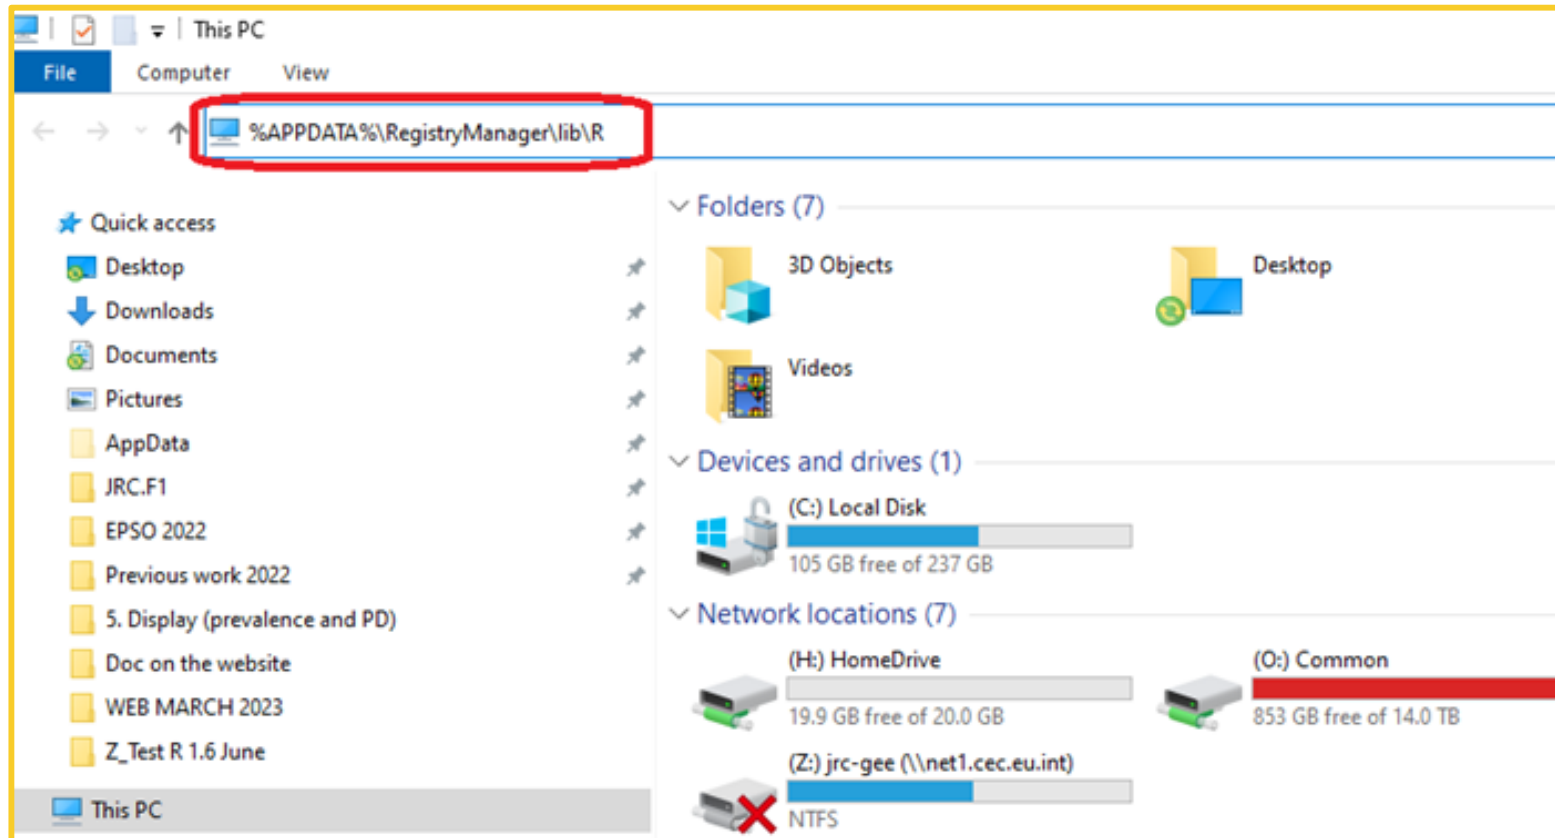 This PC
File Computer View
%APPDATA%\RegistryManager\lib\R
Quick access
Desktop
Downloads
Documents
Pictures
AppData
JRC.F1
EPSO 2022
Previous work 2022
5. Display (prevalence and PD)
Doc on the website
WEB MARCH 2023
Z_Test R 1.6 June
This PC
Folders (7)
3D Objects
Desktop
Videos
Devices and drives (1)
(C:) Local Disk
105 GB free of 237 GB
Network locations (7)
(H:) HomeDrive
19.9 GB free of 20.0 GB
(O:) Common
853 GB free of 14.0 TB
(Z:) jrc-gee (\\net1.cec.eu.int)
NTFS